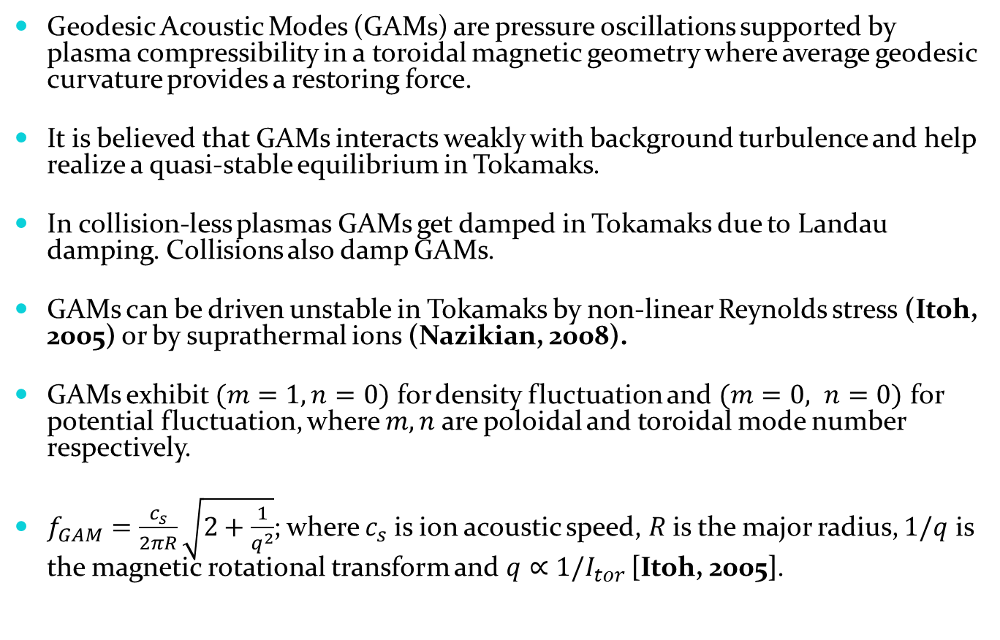 • Geodesic Acoustic Modes (GAMs) are pressure oscillations supported by
plasma compressibility in a toroidal magnetic geometry where average geodesic
curvature provides a restoring force.
• It is believed that GAMs interacts weakly with background turbulence and help
realize a quasi-stable equilibrium in Tokamaks.
• In collision-less plasmas GAMs get damped in Tokamaks due to Landau
damping. Collisions also damp GAMs.
• GAMs can be driven unstable in Tokamaks by non-linear Reynolds stress (Itoh,
2005) or by suprathermal ions (Nazikian, 2008).
• GAMs exhibit (m = 1, n = 0) for density fluctuation and (m = 0, n = 0) for
potential fluctuation, where m, n are poloidal and toroidal mode number
respectively.
• f_{GAM} = \frac{c_s}{2πR} \sqrt{2 + \frac{1}{q^2}}; where c_s is ion acoustic speed, R is the major radius, 1/q is
the magnetic rotational transform and q ∝ 1/I_{tor} [Itoh, 2005].